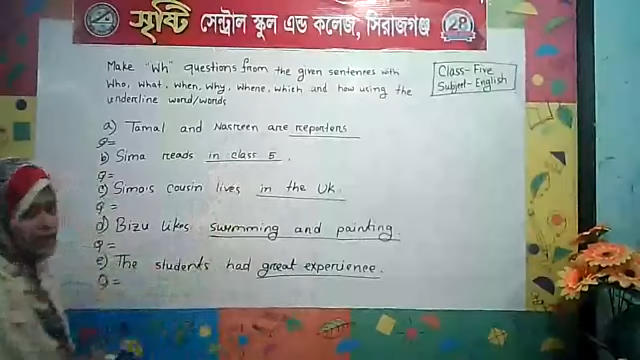 সৃষ্টি সেন্ট্রাল স্কুল এন্ড কলেজ, সিরাজগঞ্জ
Make "Wh" questions from the given sentences with
Who, what, when, why, where, which and how using the
underline word/words
Class- Five
Subject- English
a) Tamal and Nasreen are reporters
Q=
b) Sima reads in class 5.
Q=
c) Sima's cousin lives in the Uk.
Q=
d) Bizu likes swimming and painting.
Q=
e) The students had great experience.
Q=